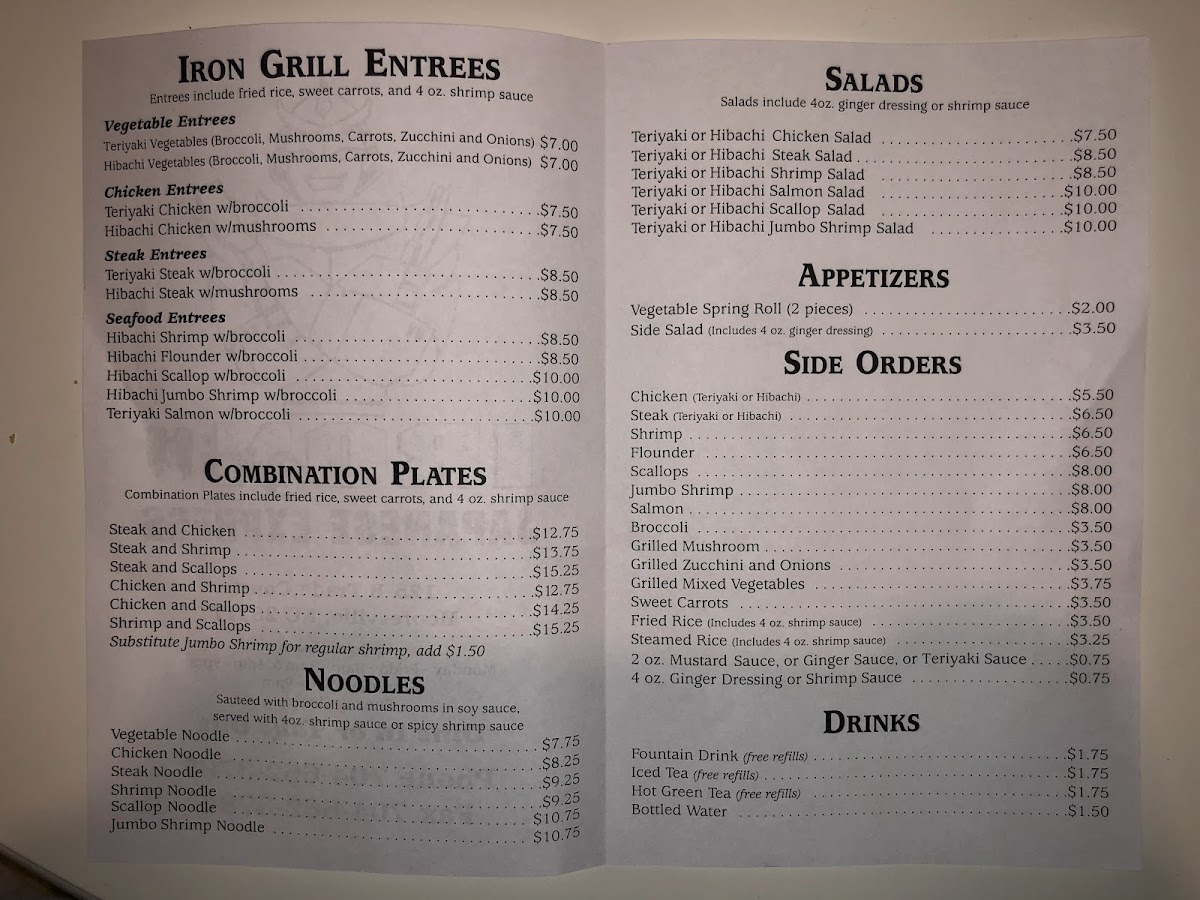 IRON GRILL ENTREES
Entrees include fried rice, sweet carrots, and 4 oz. shrimp sauce
Vegetable Entrees
Teriyaki Vegetables (Broccoli, Mushrooms, Carrots, Zucchini and Onions) $7.00
Hibachi Vegetables (Broccoli, Mushrooms, Carrots, Zucchini and Onions) $7.00
Chicken Entrees
Teriyaki Chicken w/broccoli $7.50
Hibachi Chicken w/mushrooms $7.50
Steak Entrees
Teriyaki Steak w/broccoli $8.50
Hibachi Steak w/mushrooms $8.50
Seafood Entrees
Hibachi Shrimp w/broccoli $8.50
Hibachi Flounder w/broccoli $8.50
Hibachi Scallop w/broccoli $10.00
Hibachi Jumbo Shrimp w/broccoli $10.00
Teriyaki Salmon w/broccoli $10.00
COMBINATION PLATES
Combination Plates include fried rice, sweet carrots, and 4 oz. shrimp sauce
Steak and Chicken $12.75
Steak and Shrimp $13.75
Steak and Scallops $15.25
Chicken and Shrimp $12.75
Chicken and Scallops $14.25
Shrimp and Scallops $15.25
Substitute Jumbo Shrimp for regular shrimp, add $1.50
NOODLES
Sauteed with broccoli and mushrooms in soy sauce,
served with 4oz. shrimp sauce or spicy shrimp sauce
Vegetable Noodle $7.75
Chicken Noodle $8.25
Steak Noodle $9.25
Shrimp Noodle $9.25
Scallop Noodle $10.75
Jumbo Shrimp Noodle $10.75
SALADS
Salads include 4oz. ginger dressing or shrimp sauce
Teriyaki or Hibachi Chicken Salad $7.50
Teriyaki or Hibachi Steak Salad $8.50
Teriyaki or Hibachi Shrimp Salad $8.50
Teriyaki or Hibachi Salmon Salad $10.00
Teriyaki or Hibachi Scallop Salad $10.00
Teriyaki or Hibachi Jumbo Shrimp Salad $10.00
APPETIZERS
Vegetable Spring Roll (2 pieces) $2.00
Side Salad (Includes 4 oz. ginger dressing) $3.50
SIDE ORDERS
Chicken (Teriyaki or Hibachi) $5.50
Steak (Teriyaki or Hibachi) $6.50
Shrimp $6.50
Flounder $6.50
Scallops $8.00
Jumbo Shrimp $8.00
Salmon $8.00
Broccoli $3.50
Grilled Mushroom $3.50
Grilled Zucchini and Onions $3.50
Grilled Mixed Vegetables $3.75
Sweet Carrots $3.50
Fried Rice (Includes 4 oz. shrimp sauce) $3.50
Steamed Rice (Includes 4 oz. shrimp sauce) $3.25
2 oz. Mustard Sauce, or Ginger Sauce, or Teriyaki Sauce $0.75
4 oz. Ginger Dressing or Shrimp Sauce $0.75
DRINKS
Fountain Drink (free refills) $1.75
Iced Tea (free refills) $1.75
Hot Green Tea (free refills) $1.75
Bottled Water $1.50